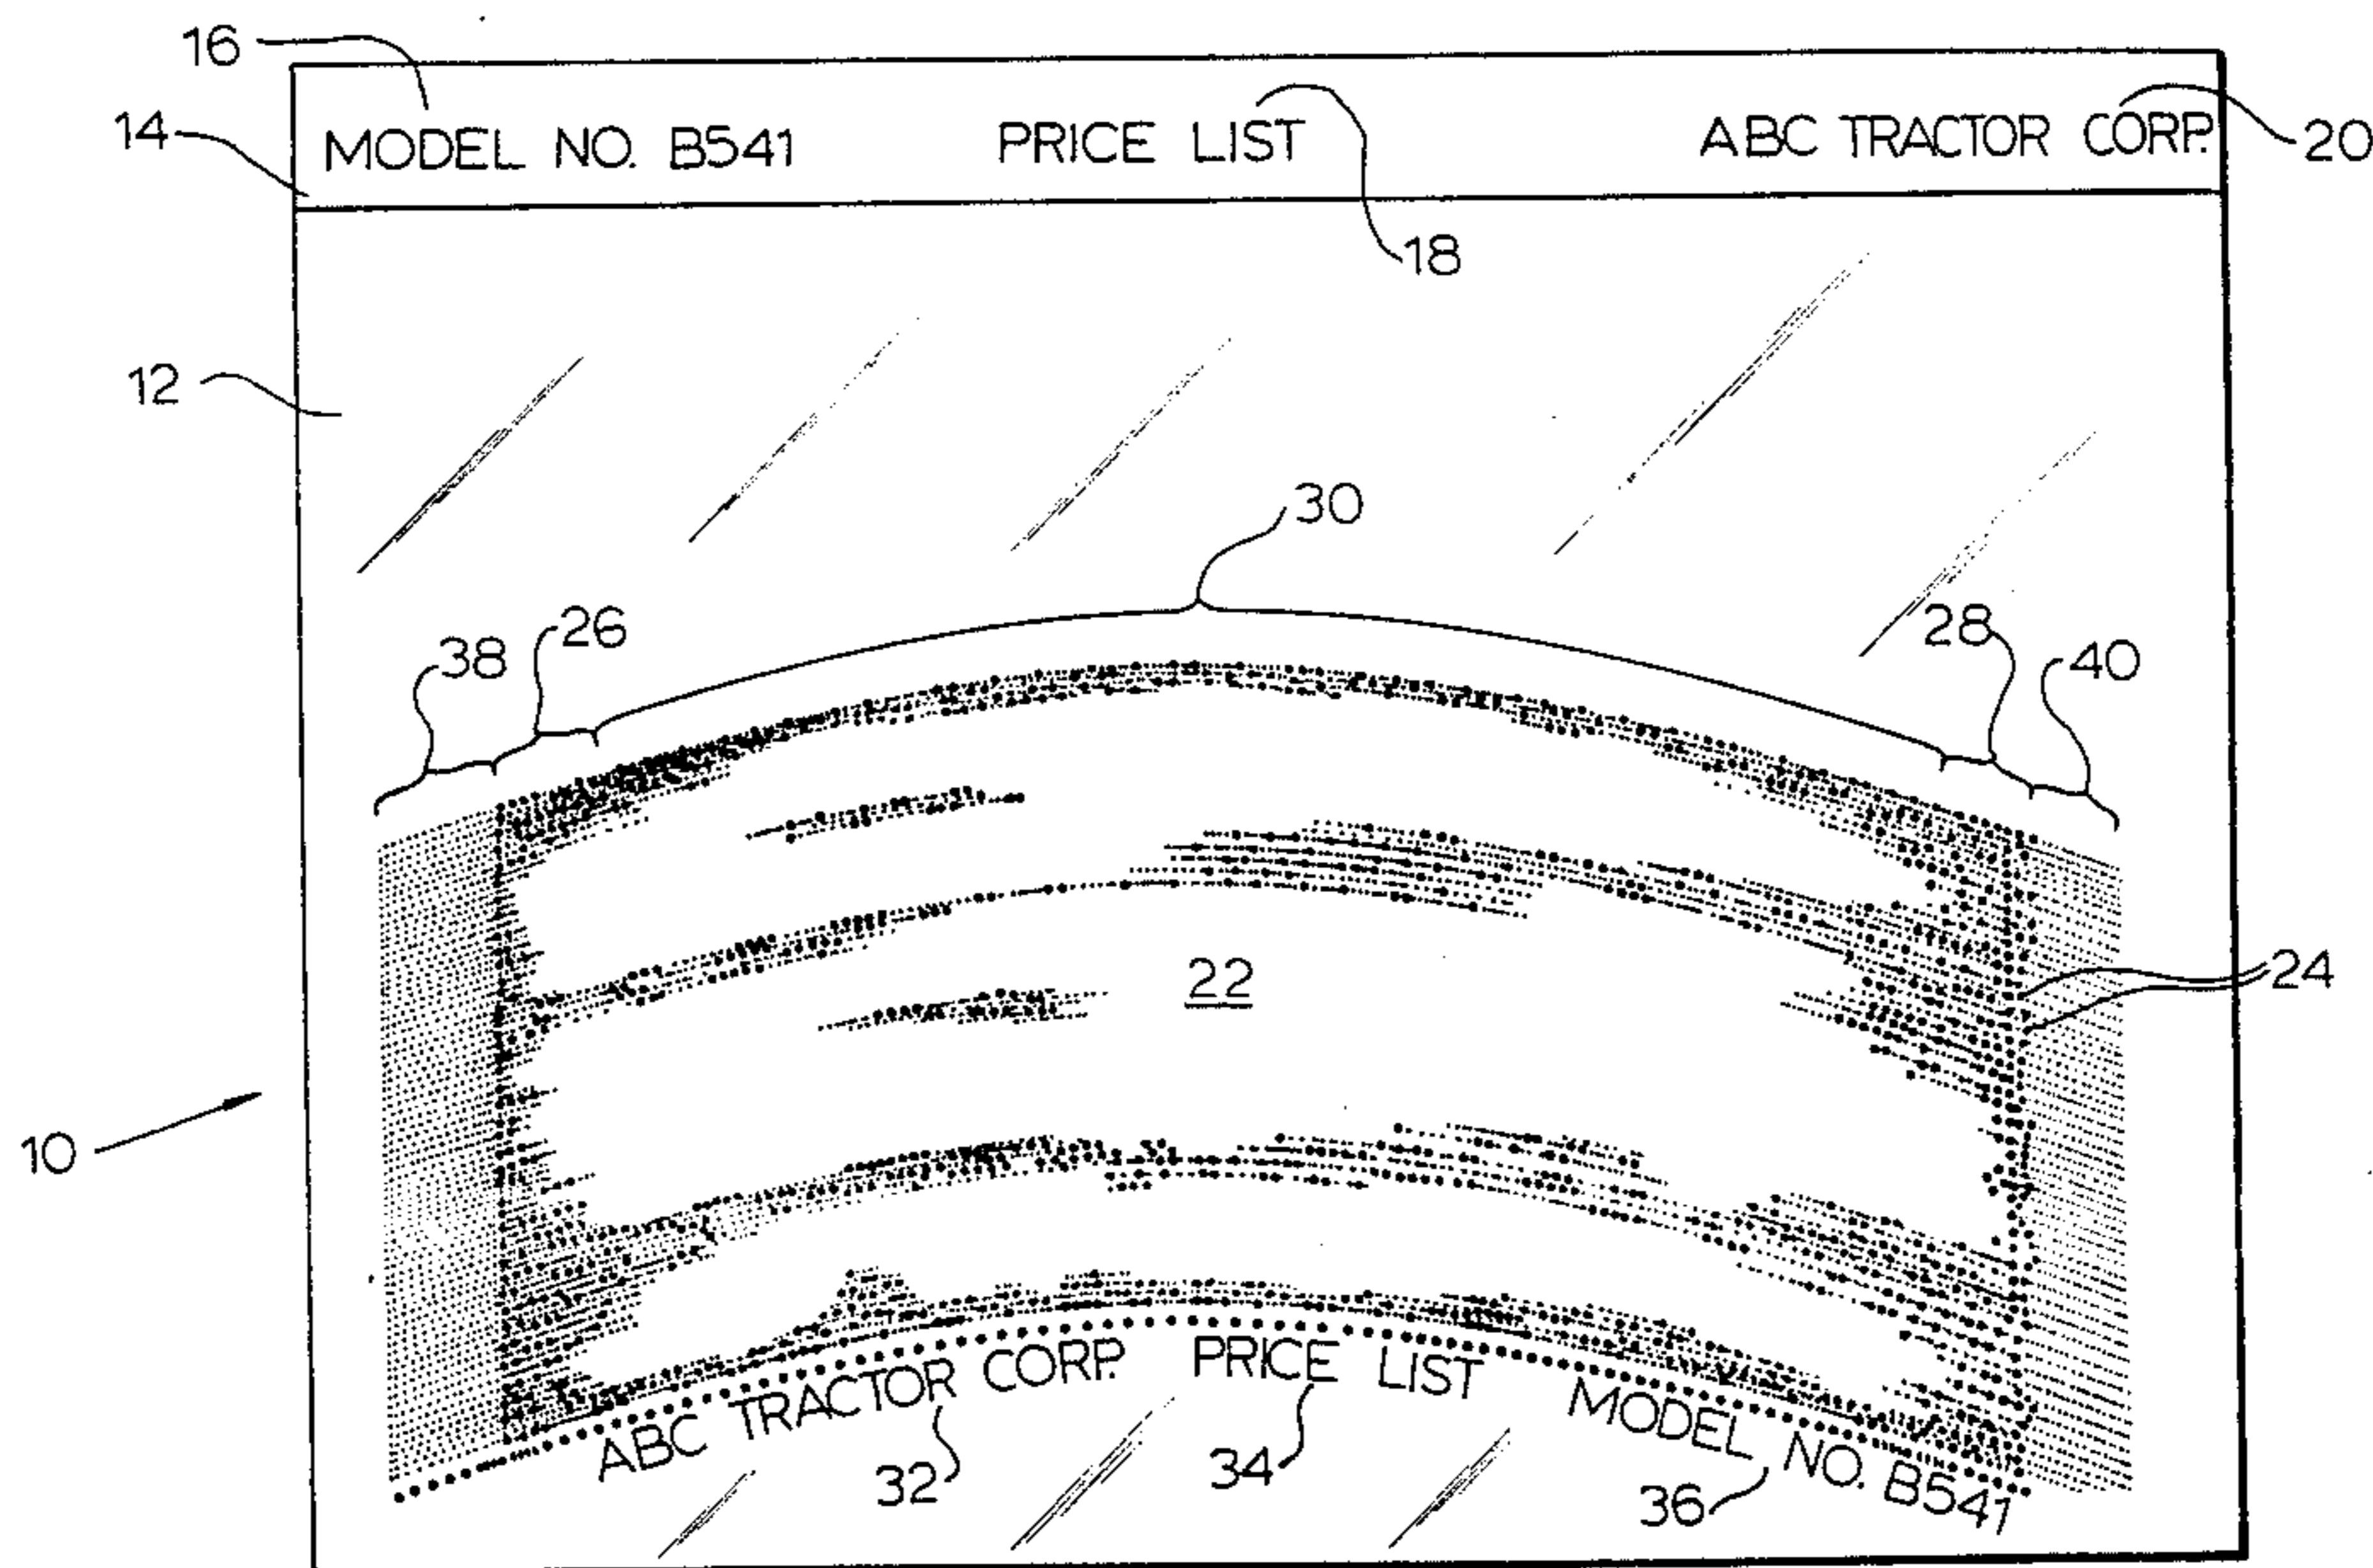 16
14
MODEL NO. B541 PRICE LIST ABC TRACTOR CORP.
20
18
12
30
38 26 28 40
22
24
10
ABC TRACTOR CORP. PRICE LIST MODEL NO. B541
32 34 36